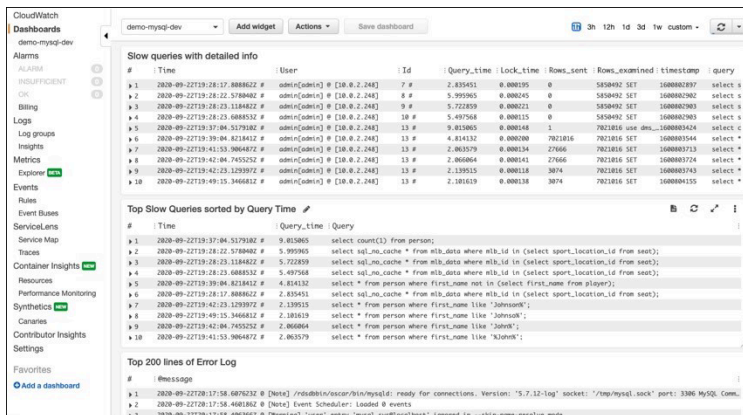 CloudWatch
Dashboards
demo-mysql-dev
Alarms
ALARM 0
INSUFFICIENT 0
OK 0
Billing
Logs
Log groups
Insights
Metrics
Explorer BETA
Events
Rules
Event Buses
ServiceLens
Service Map
Traces
Container Insights NEW
Resources
Performance Monitoring
Synthetics NEW
Canaries
Contributor Insights
Settings
Favorites
Add a dashboard
demo-mysql-dev Add widget Actions Save dashboard 1h 3h 12h 1d 3d 1w custom
Slow queries with detailed info
# Time User Id Query_time Lock_time Rows_sent Rows_examined timestamp query
1 2020-09-22T19:28:17.808862Z # admin[admin] @ [10.0.2.248] 7 # 2.835451 0.000195 0 5850492 SET 1600802897 select s
2 2020-09-22T19:28:22.578040Z # admin[admin] @ [10.0.2.248] 8 # 5.995965 0.000245 0 5850492 SET 1600802902 select s
3 2020-09-22T19:28:23.118482Z # admin[admin] @ [10.0.2.248] 9 # 5.722859 0.000221 0 5850492 SET 1600802903 select s
4 2020-09-22T19:28:23.608853Z # admin[admin] @ [10.0.2.248] 10 # 5.497568 0.000115 0 5850492 SET 1600802903 select s
5 2020-09-22T19:37:04.517910Z # admin[admin] @ [10.0.2.248] 13 # 9.015065 0.000148 1 7021016 use dms_...1600803424 select c
6 2020-09-22T19:39:04.821841Z # admin[admin] @ [10.0.2.248] 13 # 4.814132 0.000200 7021016 7021016 SET 1600803544 select *
7 2020-09-22T19:41:53.906487Z # admin[admin] @ [10.0.2.248] 13 # 2.063579 0.000134 27666 7021016 SET 1600803713 select *
8 2020-09-22T19:42:04.745525Z # admin[admin] @ [10.0.2.248] 13 # 2.066064 0.000141 27666 7021016 SET 1600803724 select *
9 2020-09-22T19:42:23.129397Z # admin[admin] @ [10.0.2.248] 13 # 2.139515 0.000118 3074 7021016 SET 1600803743 select *
10 2020-09-22T19:49:15.346681Z # admin[admin] @ [10.0.2.248] 13 # 2.101619 0.000138 3074 7021016 SET 1600804155 select *
Top Slow Queries sorted by Query Time
# Time Query_time Query
1 2020-09-22T19:37:04.517910Z # 9.015065 select count(1) from person;
2 2020-09-22T19:28:22.578040Z # 5.995965 select sql_no_cache * from mlb_data where mlb_id in (select sport_location_id from seat);
3 2020-09-22T19:28:23.118482Z # 5.722859 select sql_no_cache * from mlb_data where mlb_id in (select sport_location_id from seat);
4 2020-09-22T19:28:23.608853Z # 5.497568 select sql_no_cache * from mlb_data where mlb_id in (select sport_location_id from seat);
5 2020-09-22T19:39:04.821841Z # 4.814132 select * from person where first_name not in (select first_name from player);
6 2020-09-22T19:28:17.808862Z # 2.835451 select sql_no_cache * from mlb_data where mlb_id in (select sport_location_id from seat);
7 2020-09-22T19:42:23.129397Z # 2.139515 select * from person where first_name like 'Johnson%';
8 2020-09-22T19:49:15.346681Z # 2.101619 select * from person where first_name like 'Johnso%';
9 2020-09-22T19:42:04.745525Z # 2.066064 select * from person where first_name like 'John%';
10 2020-09-22T19:41:53.906487Z # 2.063579 select * from person where first_name like '%John%';
Top 200 lines of Error Log
# @message
1 2020-09-22T20:17:58.607623Z 0 [Note] /rdsdbbin/oscar/bin/mysqld: ready for connections. Version: '5.7.12-log' socket: '/tmp/mysql.sock' port: 3306 MySQL Comm...
2 2020-09-22T20:17:58.460186Z 0 [Note] Event Scheduler: Loaded 0 events